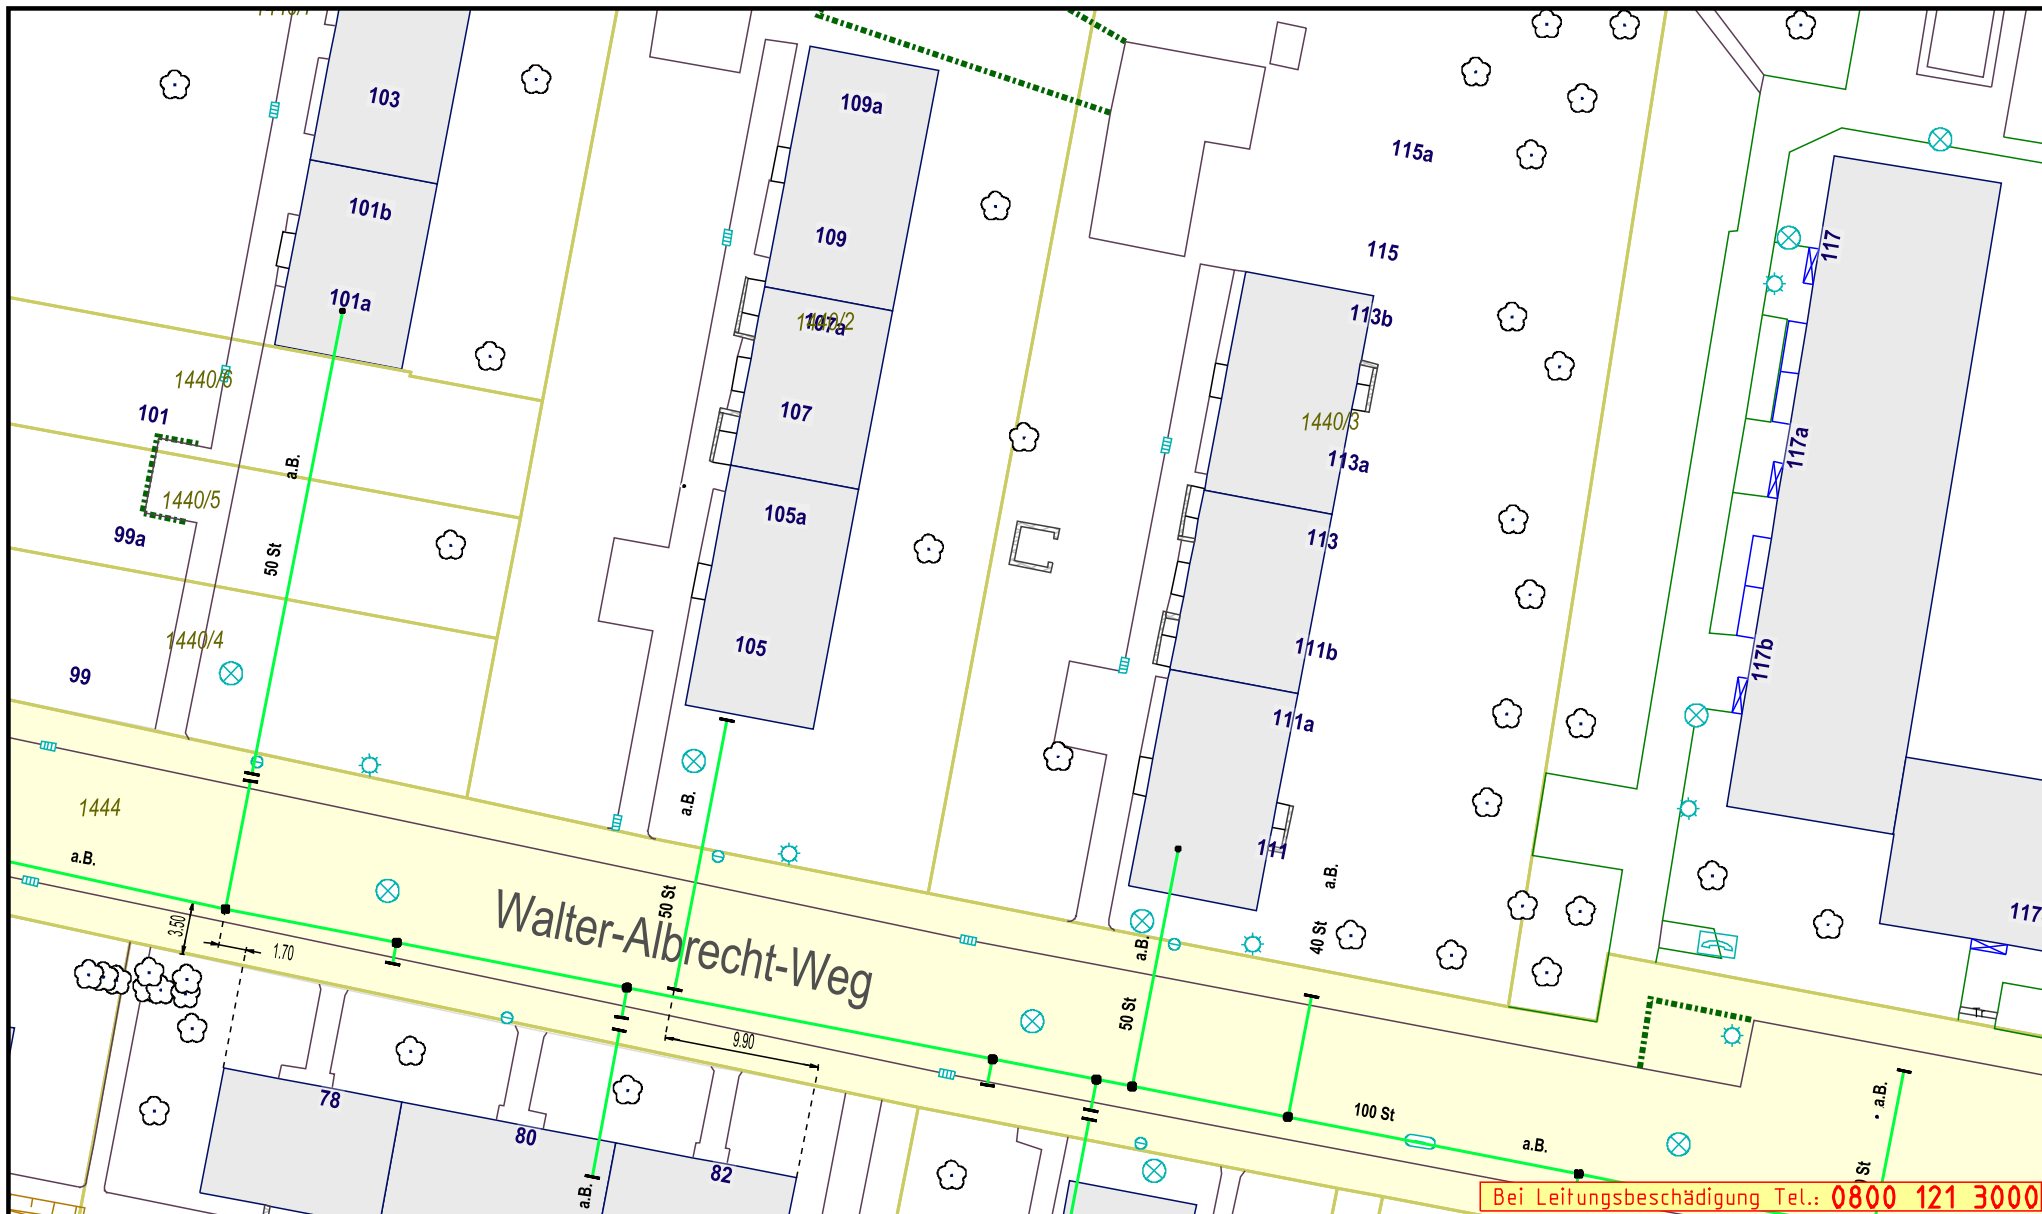 103
109a
115a
101b
109
115
117
101a
1440/2
107a
113b
1440/6
101
107
1440/3
117a
a.B.
113a
1440/5
99a
105a
113
50 St
1440/4
105
111b
117b
99
111a
1444
a.B.
a.B.
111
a.B.
50 St
Walter-Albrecht-Weg
40 St
117
3.50
1.70
a.B.
50 St
9.90
78
80
82
100 St
a.B.
a.B.
a.B.
Bei Leitungsbeschädigung Tel.: 0800 121 3000